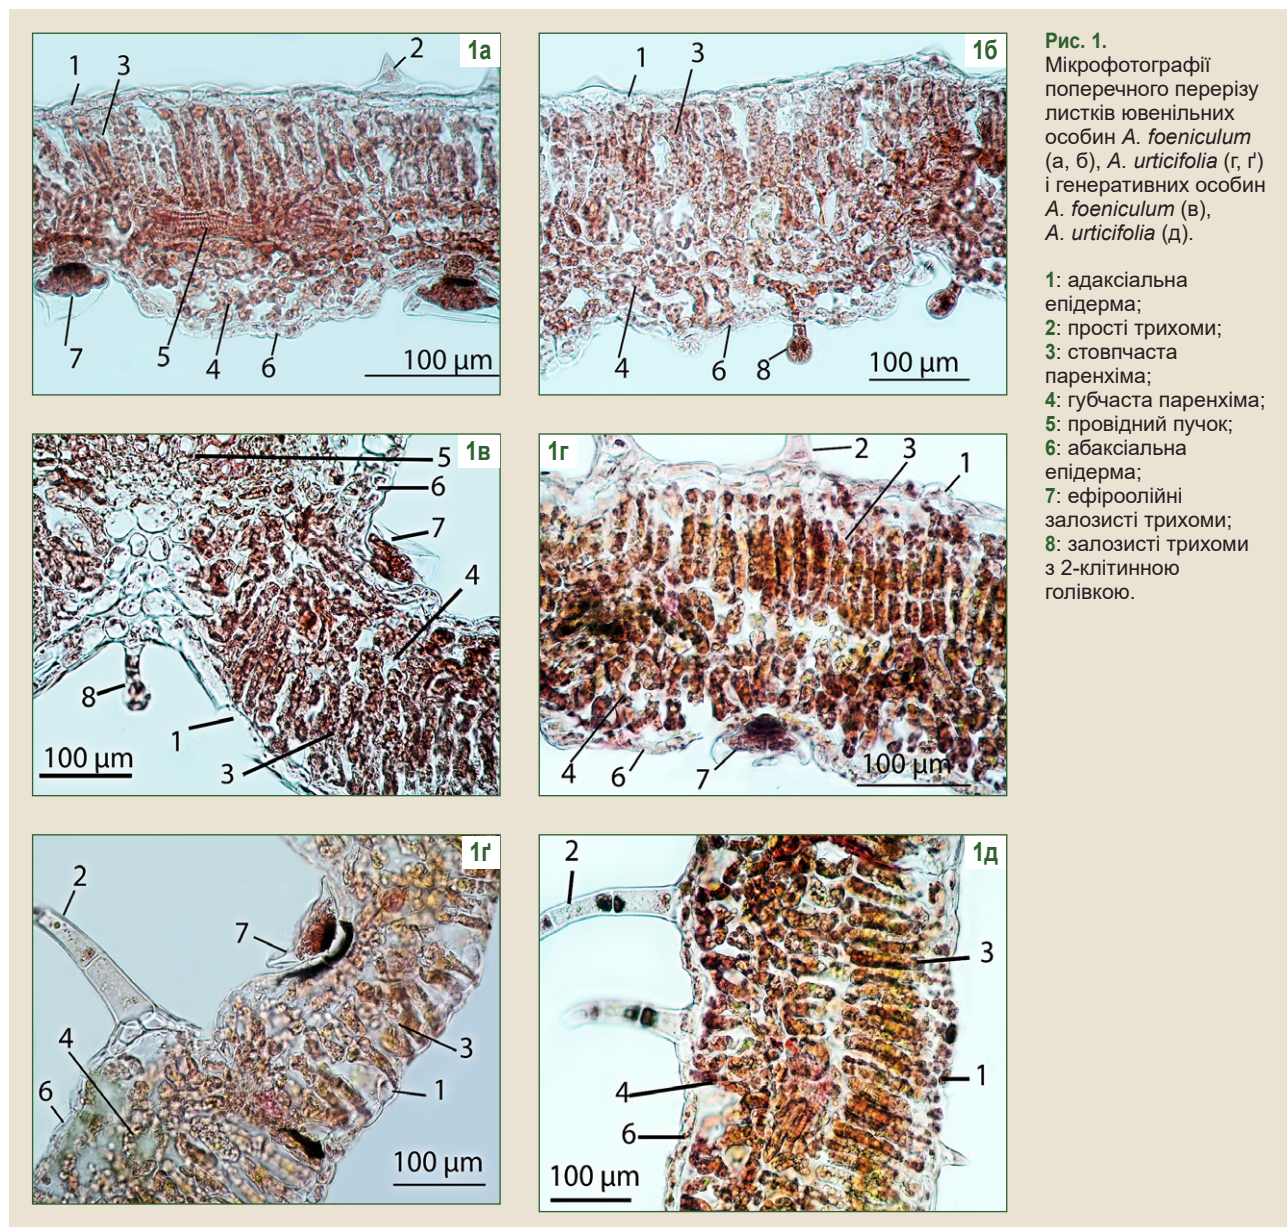 1а
1
3
2
7
5
4
6
100 µm
1б
1
3
4
6
8
100 µm
Рис. 1.
Мікрофотографії
поперечного перерізу
листків ювенільних
особин A. foeniculum
(а, б), A. urticifolia (г, ґ)
і генеративних особин
A. foeniculum (в),
A. urticifolia (д).
1: адаксіальна
епідерма;
2: прості трихоми;
3: стовпчаста
паренхіма;
4: губчаста паренхіма;
5: провідний пучок;
6: абаксіальна
епідерма;
7: ефіроолійні
залозисті трихоми;
8: залозисті трихоми
з 2-клітинною
голівкою.
1в
5
6
7
4
8
1
3
100 µm
1г
2
3
1
4
6
7
100 µm
1ґ
2
7
4
6
3
1
100 µm
1д
2
3
4
1
6
100 µm